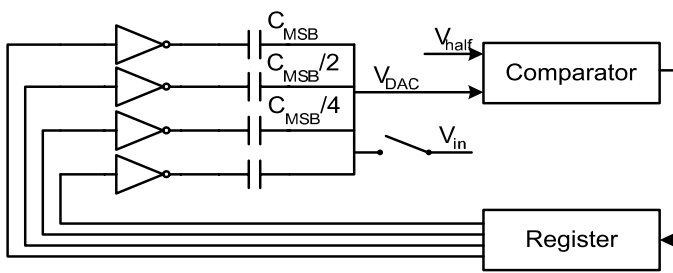 C_MSB
V_half
C_MSB/2
Comparator
V_DAC
C_MSB/4
V_in
Register